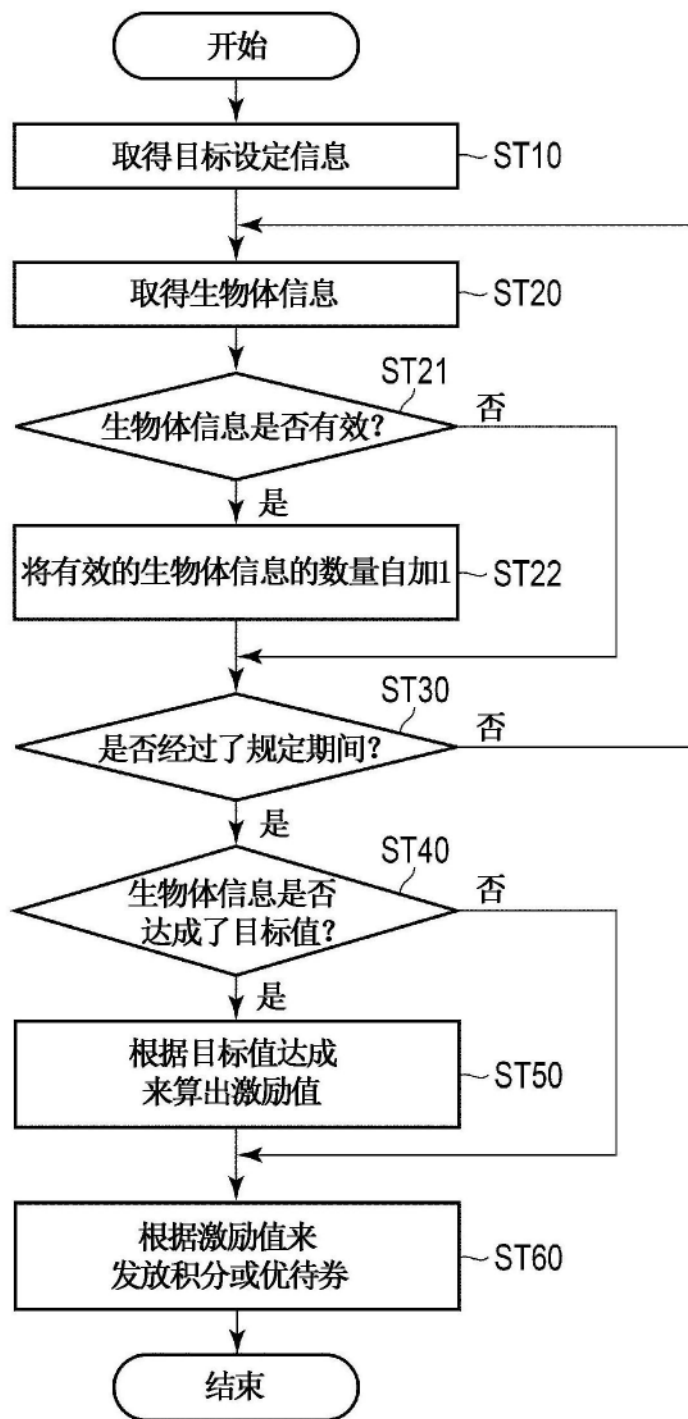 开始
取得目标设定信息
ST10
取得生物体信息
ST20
ST21
生物体信息是否有效？
否
是
将有效的生物体信息的数量自加1
ST22
ST30
是否经过了规定期间？
否
是
ST40
生物体信息是否
达成了目标值？
否
是
根据目标值达成
来算出激励值
ST50
根据激励值来
发放积分或优待券
ST60
结束